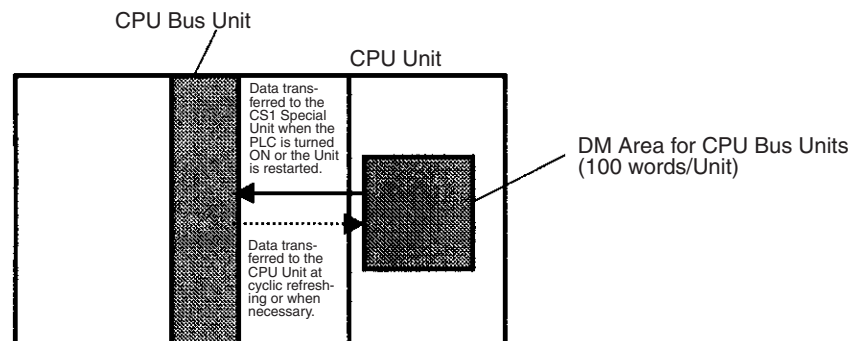 CPU Bus Unit
CPU Unit
Data trans-
ferred to the
CS1 Special
Unit when the
PLC is turned
ON or the Unit
is restarted.
DM Area for CPU Bus Units
(100 words/Unit)
Data trans-
ferred to the
CPU Unit at
cyclic refresh-
ing or when
necessary.